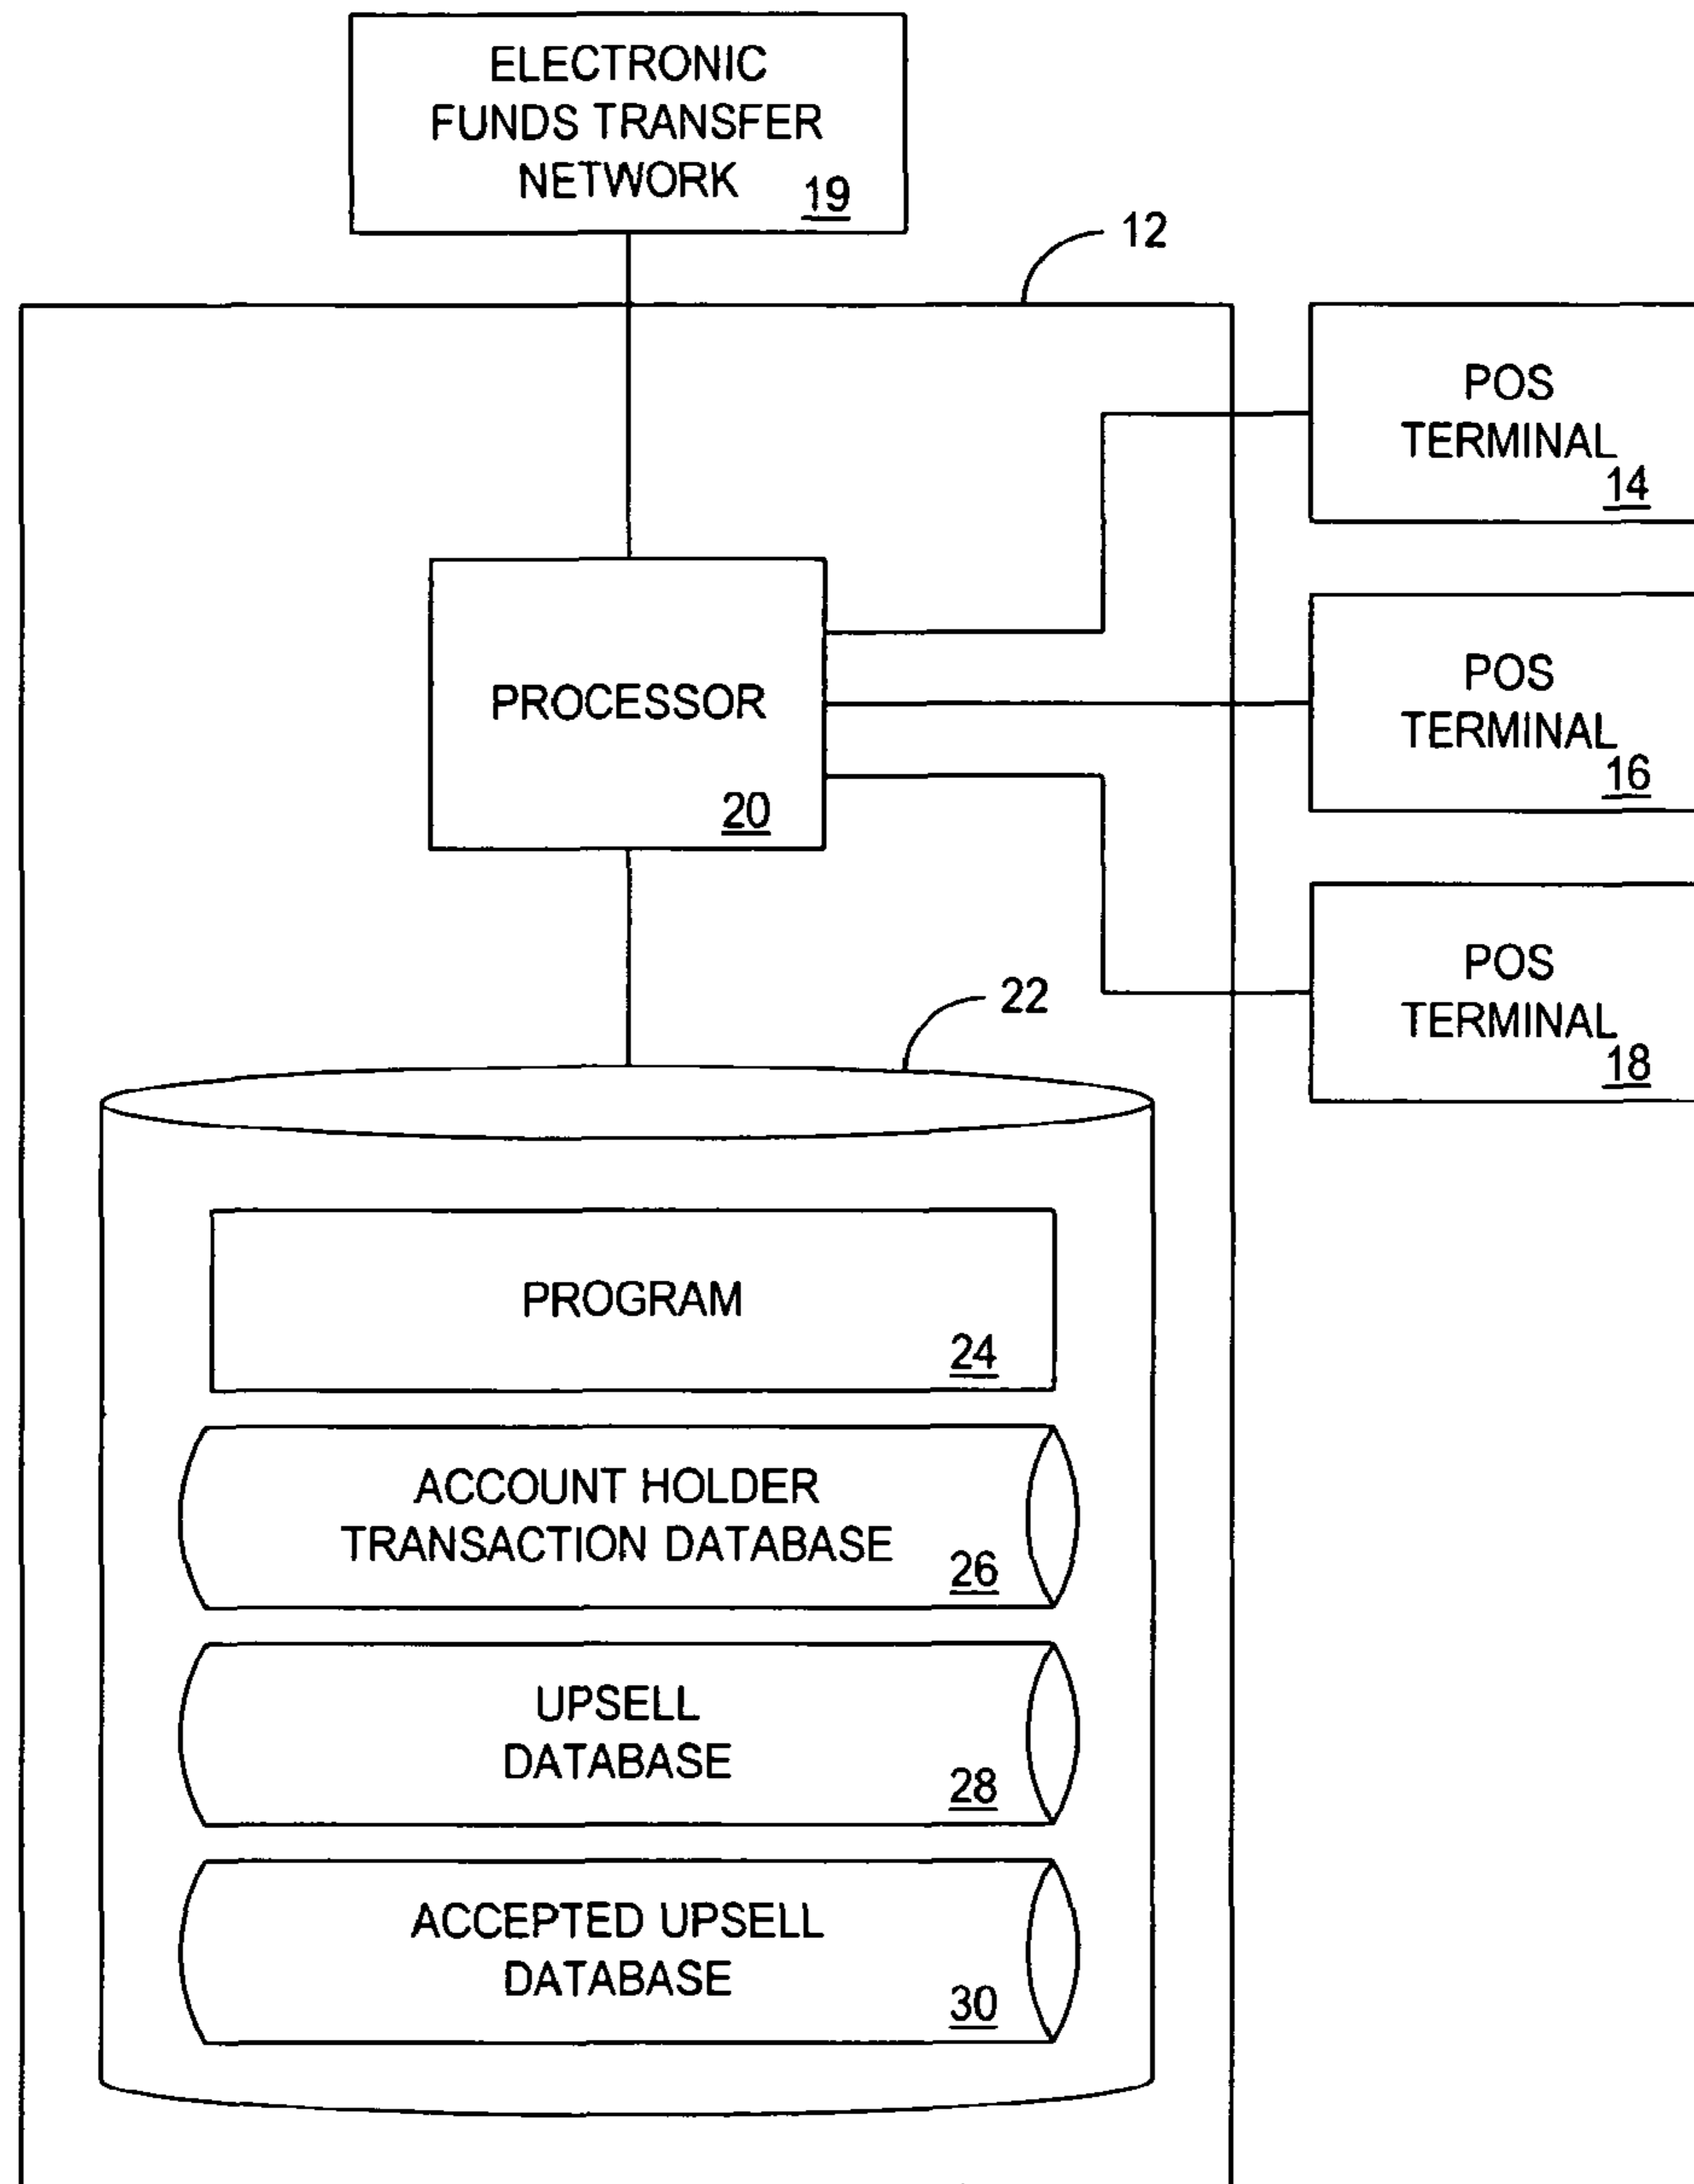 ELECTRONIC
FUNDS TRANSFER
NETWORK
19
12
POS
TERMINAL
14
PROCESSOR
20
POS
TERMINAL
16
POS
TERMINAL
18
22
PROGRAM
24
ACCOUNT HOLDER
TRANSACTION DATABASE
26
UPSELL
DATABASE
28
ACCEPTED UPSELL
DATABASE
30